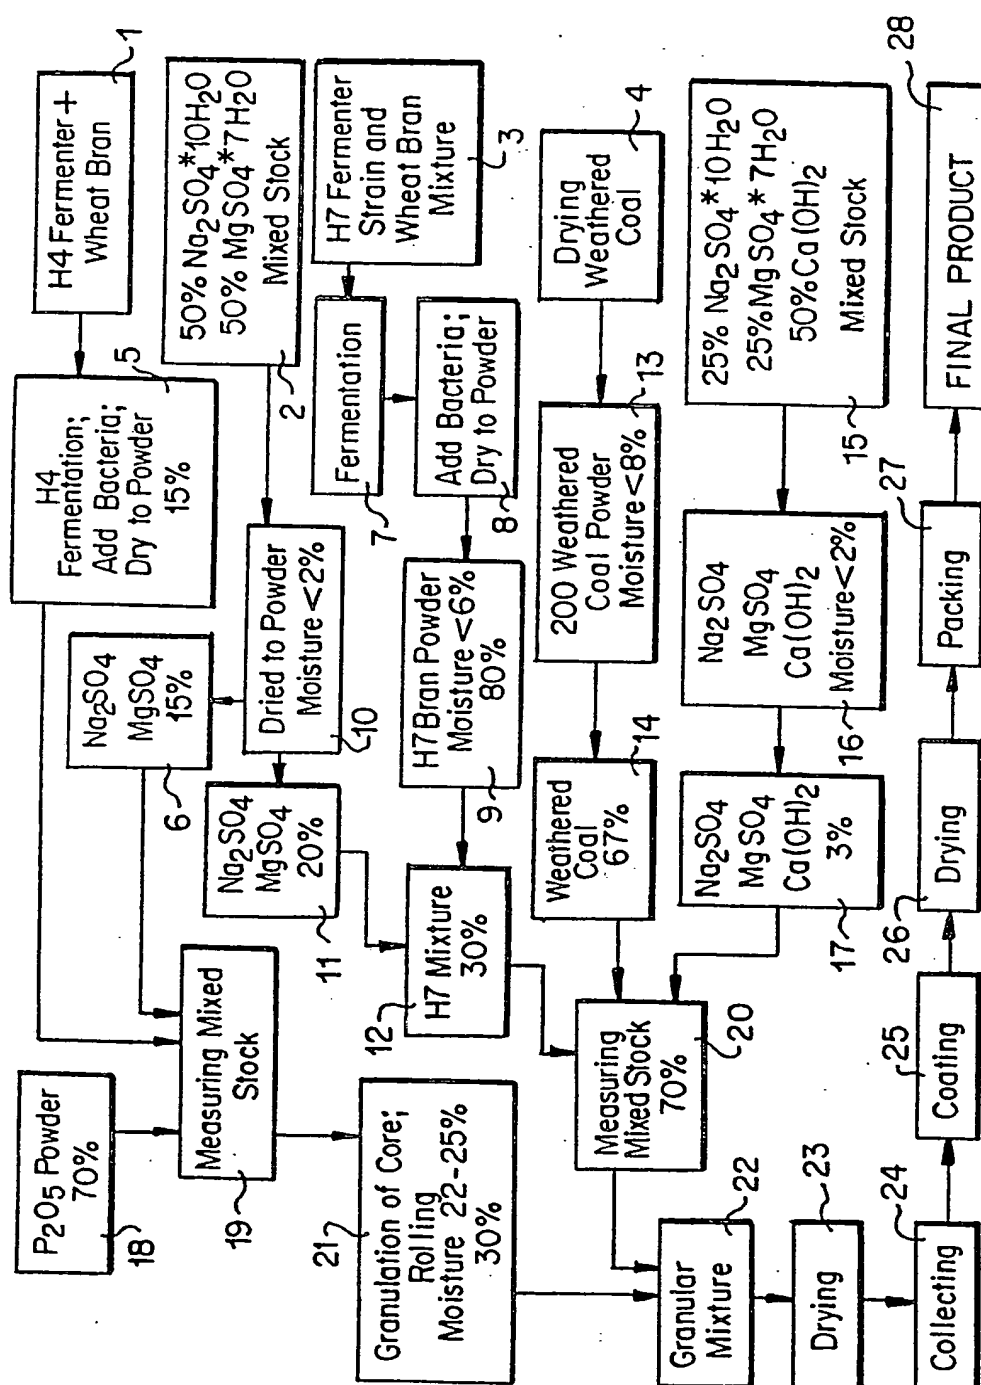 H4 Fermenter +
Wheat Bran
1
50% Na2SO4*10H2O
50% MgSO4*7H2O
Mixed Stock
2
H7 Fermenter
Strain and
Wheat Bran
Mixture
3
Drying
Weathered
Coal
4
25% Na2SO4*10H2O
25% MgSO4*7H2O
50% Ca(OH)2
Mixed Stock
15
FINAL PRODUCT
28
H4
Fermentation;
Add Bacteria;
Dry to Powder
15%
5
Fermentation
7
Add Bacteria;
Dry to Powder
8
200 Weathered
Coal Powder
Moisture <8%
13
Na2SO4
MgSO4
Ca(OH)2
Moisture <2%
16
Packing
27
Na2SO4
MgSO4
15%
6
Dried to Powder
Moisture <2%
10
H7 Bran Powder
Moisture <6%
80%
9
Weathered
Coal
67%
14
Na2SO4
MgSO4
Ca(OH)2
3%
17
Drying
26
Na2SO4
MgSO4
20%
11
H7 Mixture
30%
12
P2O5 Powder
70%
18
Measuring Mixed
Stock
19
Measuring
Mixed Stock
70%
20
Coating
25
Granulation of Core;
Rolling
Moisture 22-25%
30%
21
Granular
Mixture
22
Drying
23
Collecting
24